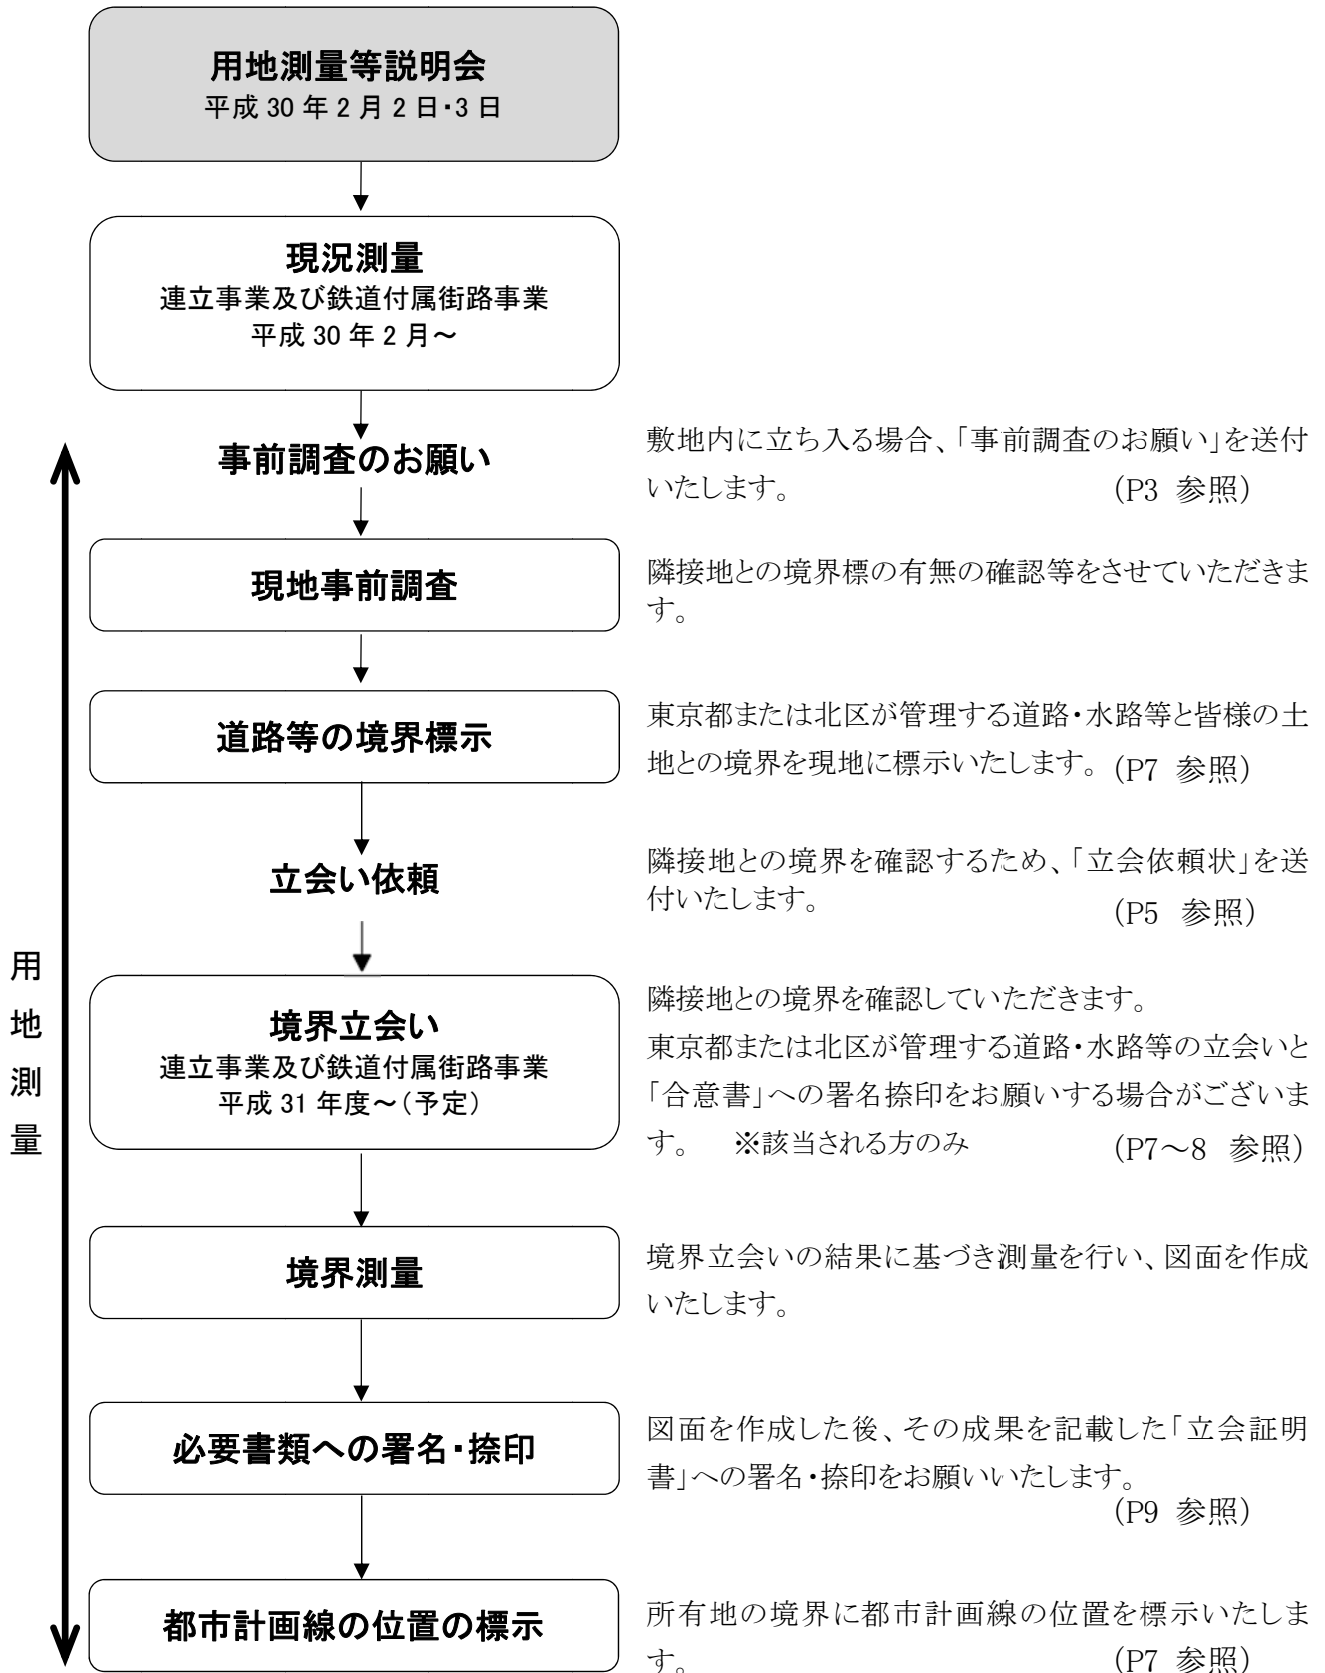 用地測量等説明会
平成 30 年 2 月 2 日・3 日
現況測量
連立事業及び鉄道付属街路事業
平成 30 年 2 月～
事前調査のお願い
敷地内に立ち入る場合、「事前調査のお願い」を送付
いたします。 (P3 参照)
現地事前調査
隣接地との境界標の有無の確認等をさせていただきま
す。
道路等の境界標示
東京都または北区が管理する道路・水路等と皆様の土
地との境界を現地に標示いたします。 (P7 参照)
立会い依頼
隣接地との境界を確認するため、「立会依頼状」を送
付いたします。 (P5 参照)
用地測量
境界立会い
連立事業及び鉄道付属街路事業
平成 31 年度～(予定)
隣接地との境界を確認していただきます。
東京都または北区が管理する道路・水路等の立会いと
「合意書」への署名捺印をお願いする場合がございま
す。 ※該当される方のみ (P7～8 参照)
境界測量
境界立会いの結果に基づき測量を行い、図面を作成
いたします。
必要書類への署名・捺印
図面を作成した後、その成果を記載した「立会証明
書」への署名・捺印をお願いいたします。
(P9 参照)
都市計画線の位置の標示
所有地の境界に都市計画線の位置を標示いたしま
す。 (P7 参照)